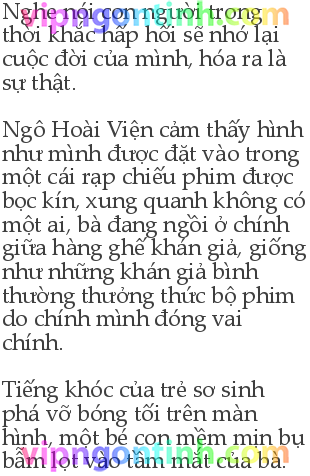 Nghe nói con người trong
thời khắc hấp hối sẽ nhớ lại
cuộc đời của mình, hóa ra là
sự thật.
Ngô Hoài Viện cảm thấy hình
như mình được đặt vào trong
một cái rạp chiếu phim được
bọc kín, xung quanh không có
một ai, bà đang ngồi ở chính
giữa hàng ghế khán giả, giống
như những khán giả bình
thường thưởng thức bộ phim
do chính mình đóng vai
chính.
Tiếng khóc của trẻ sơ sinh
phá vỡ bóng tối trên màn
hình, một bé con mềm mịn bụ
bẫm lọt vào tầm mắt của bà.
vipngontinh.com
vipngontinh.com